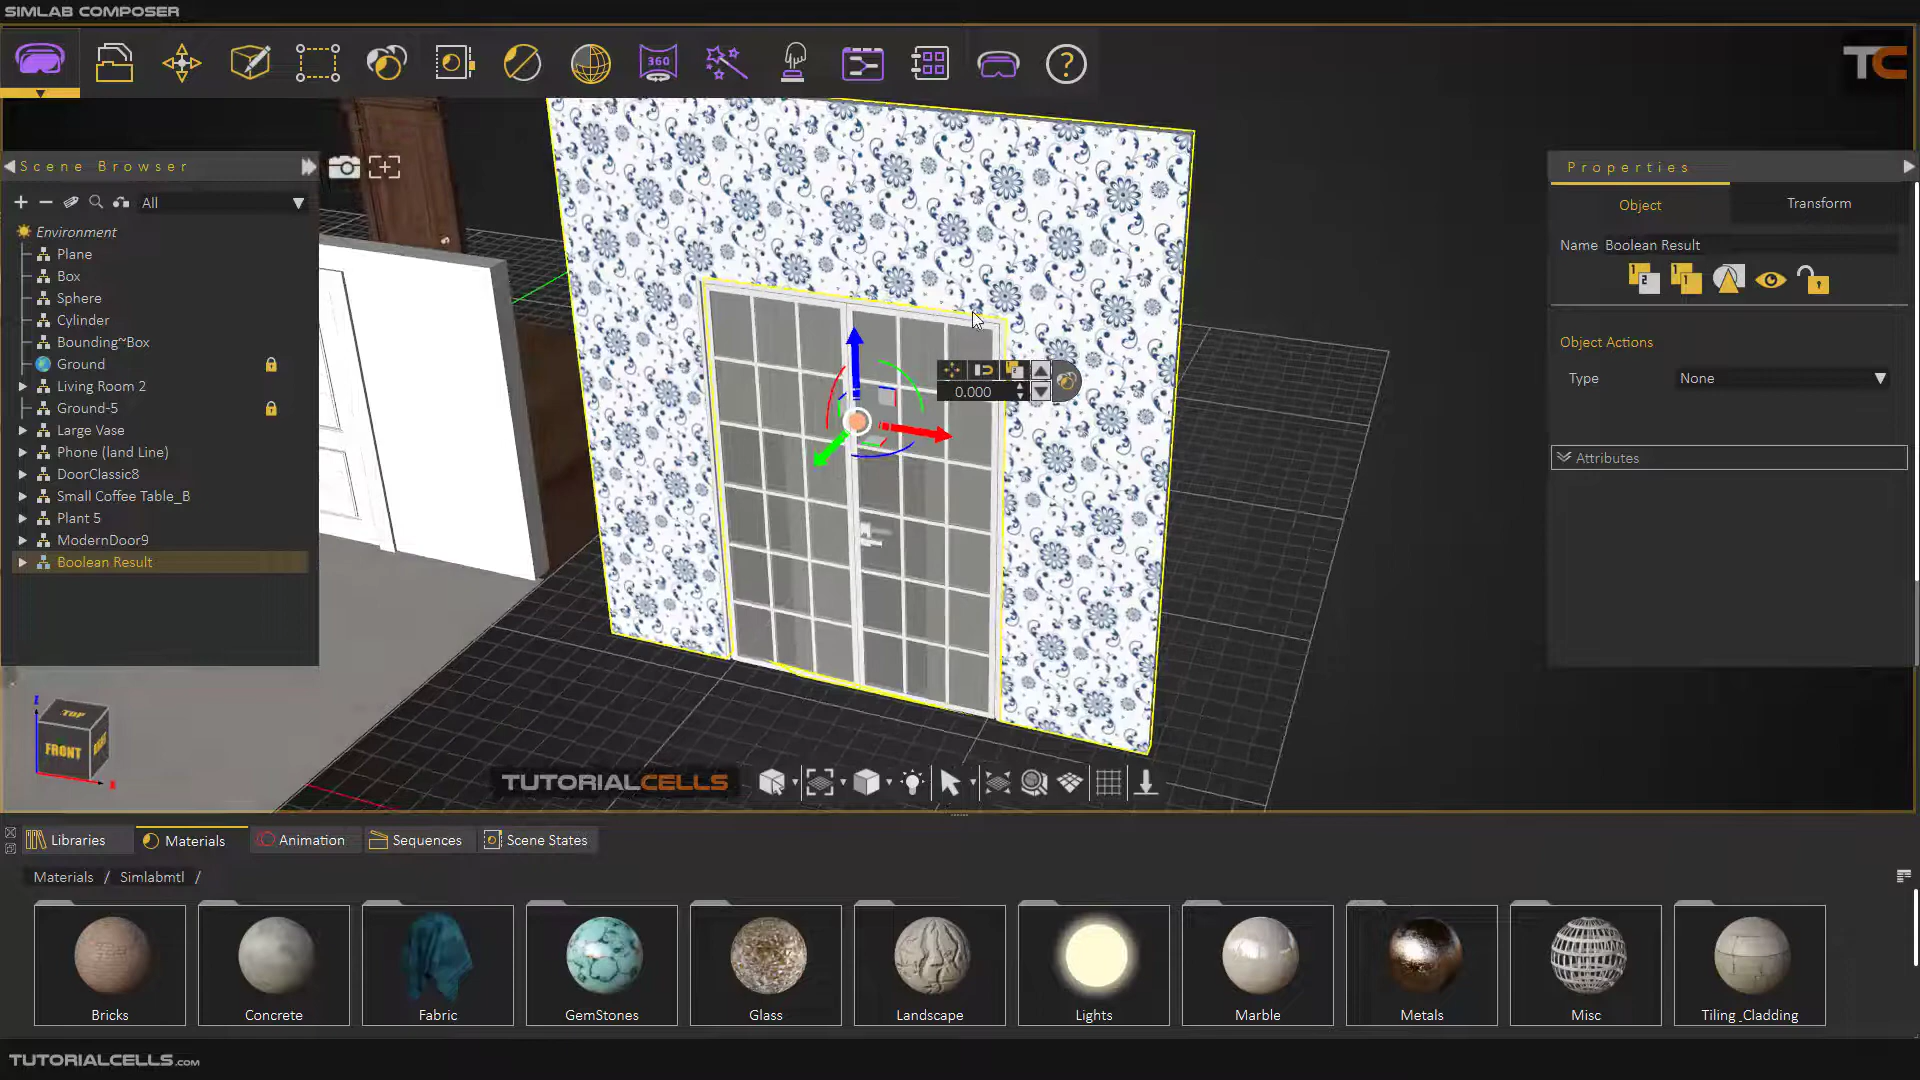 SIMLAB COMPOSER
360
?
TC
Scene Browser
All
Environment
Plane
Box
Sphere
Cylinder
Bounding~Box
Ground
Living Room 2
Ground-5
Large Vase
Phone (land Line)
DoorClassic8
Small Coffee Table_B
Plant 5
ModernDoor9
Boolean Result
Properties
Object
Transform
Name Boolean Result
Object Actions
Type None
Attributes
0.000
TOP
FRONT
TUTORIALCELLS
Libraries
Materials
Animation
Sequences
Scene States
Materials / Simlabmtl /
Bricks
Concrete
Fabric
GemStones
Glass
Landscape
Lights
Marble
Metals
Misc
Tiling_Cladding
TUTORIALCELLS.com